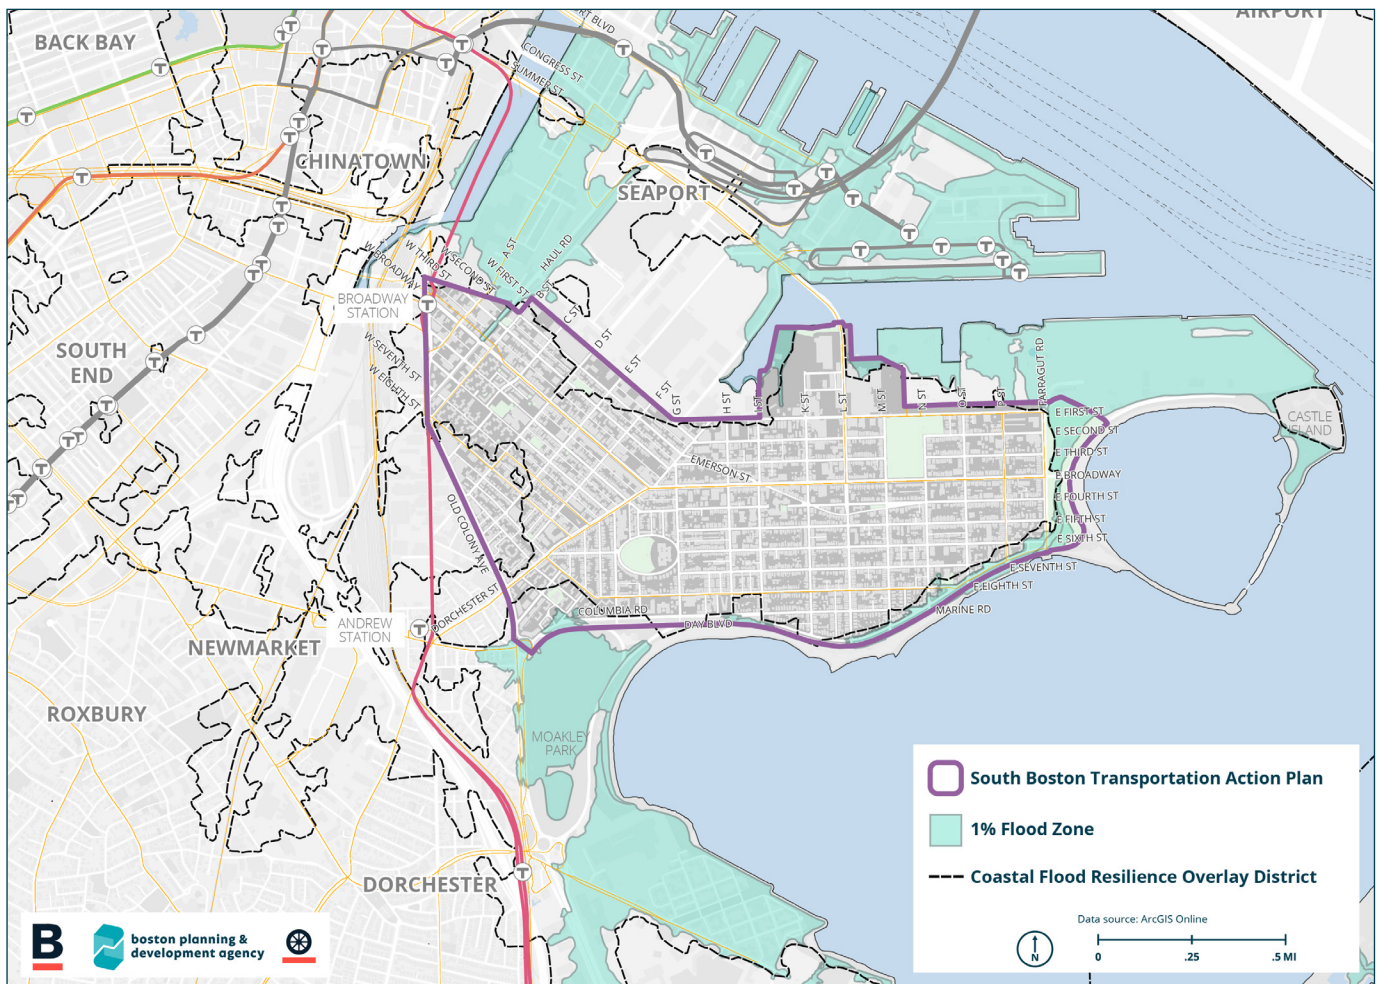 AIRPORT
BACK BAY
CONGRESS ST
SUMMER ST
CHINATOWN
SEAPORT
W BROADWAY
W THIRD ST
W SECOND ST
W FIRST ST
A ST
HAUL RD
B ST
C ST
D ST
E ST
F ST
G ST
H ST
I ST
K ST
L ST
M ST
N ST
O ST
P ST
FARRAGUT RD
BROADWAY
STATION
W SEVENTH ST
W EIGHTH ST
SOUTH
END
E FIRST ST
E SECOND ST
E THIRD ST
E BROADWAY
E FOURTH ST
E FIFTH ST
E SIXTH ST
E SEVENTH ST
E EIGHTH ST
MARINE RD
CASTLE
ISLAND
EMERSON ST
OLD COLONY AVE
DORCHESTER ST
COLUMBIA RD
DAY BLVD
ANDREW
STATION
NEWMARKET
ROXBURY
MOAKLEY
PARK
DORCHESTER
South Boston Transportation Action Plan
1% Flood Zone
Coastal Flood Resilience Overlay District
Data source: ArcGIS Online
N
0 .25 .5 MI
B
boston planning &
development agency